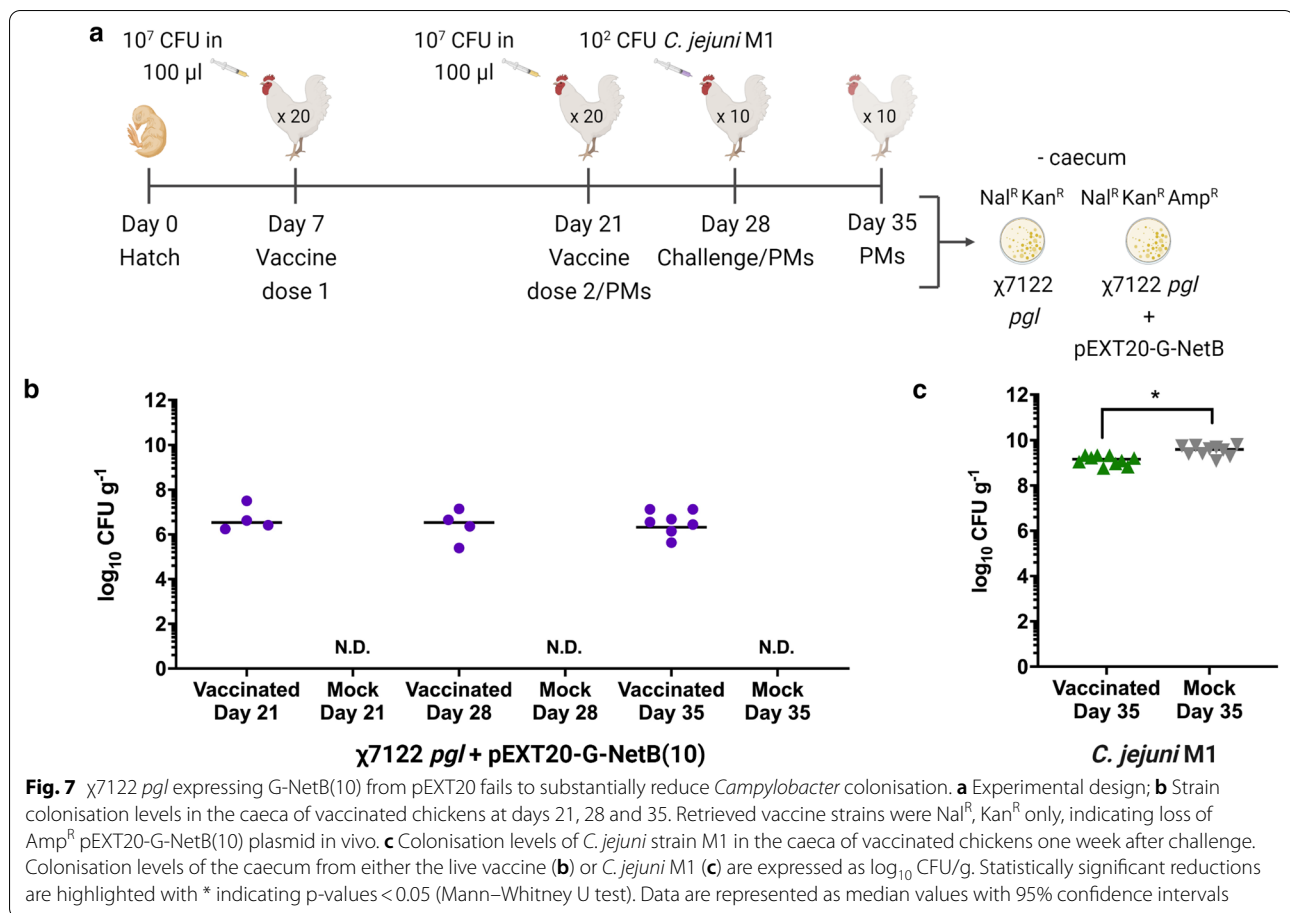 a
10⁷ CFU in
100 µl
10⁷ CFU in
100 µl
10² CFU C. jejuni M1
x 20
x 20
x 10
x 10
Day 0
Hatch
Day 7
Vaccine
dose 1
Day 21
Vaccine
dose 2/PMs
Day 28
Challenge/PMs
Day 35
PMs
- caecum
Nalᴿ Kanᴿ
Nalᴿ Kanᴿ Ampᴿ
χ7122
pgl
χ7122 pgl
+
pEXT20-G-NetB
b
log₁₀ CFU g⁻¹
12
10
8
6
4
2
0
N.D.
N.D.
N.D.
Vaccinated
Day 21
Mock
Day 21
Vaccinated
Day 28
Mock
Day 28
Vaccinated
Day 35
Mock
Day 35
χ7122 pgl + pEXT20-G-NetB(10)
c
log₁₀ CFU g⁻¹
12
10
8
6
4
2
0
*
Vaccinated
Day 35
Mock
Day 35
C. jejuni M1
Fig. 7 χ7122 pgl expressing G-NetB(10) from pEXT20 fails to substantially reduce Campylobacter colonisation. a Experimental design; b Strain
colonisation levels in the caeca of vaccinated chickens at days 21, 28 and 35. Retrieved vaccine strains were Nalᴿ, Kanᴿ only, indicating loss of
Ampᴿ pEXT20-G-NetB(10) plasmid in vivo. c Colonisation levels of C. jejuni strain M1 in the caeca of vaccinated chickens one week after challenge.
Colonisation levels of the caecum from either the live vaccine (b) or C. jejuni M1 (c) are expressed as log₁₀ CFU/g. Statistically significant reductions
are highlighted with * indicating p-values < 0.05 (Mann–Whitney U test). Data are represented as median values with 95% confidence intervals